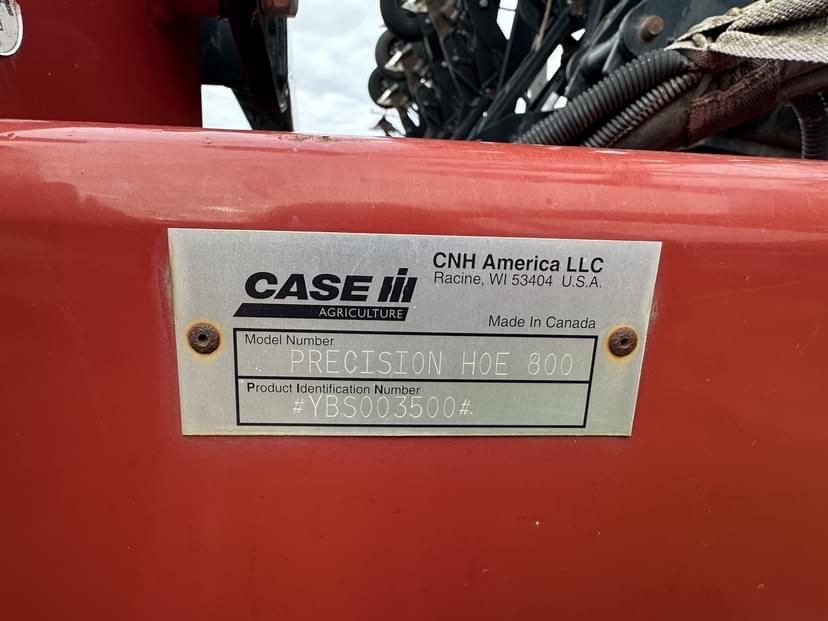 CASE IH
AGRICULTURE
CNH America LLC
Racine, WI 53404 U.S.A.
Made In Canada
Model Number
PRECISION HOE 800
Product Identification Number
#YBS003500#